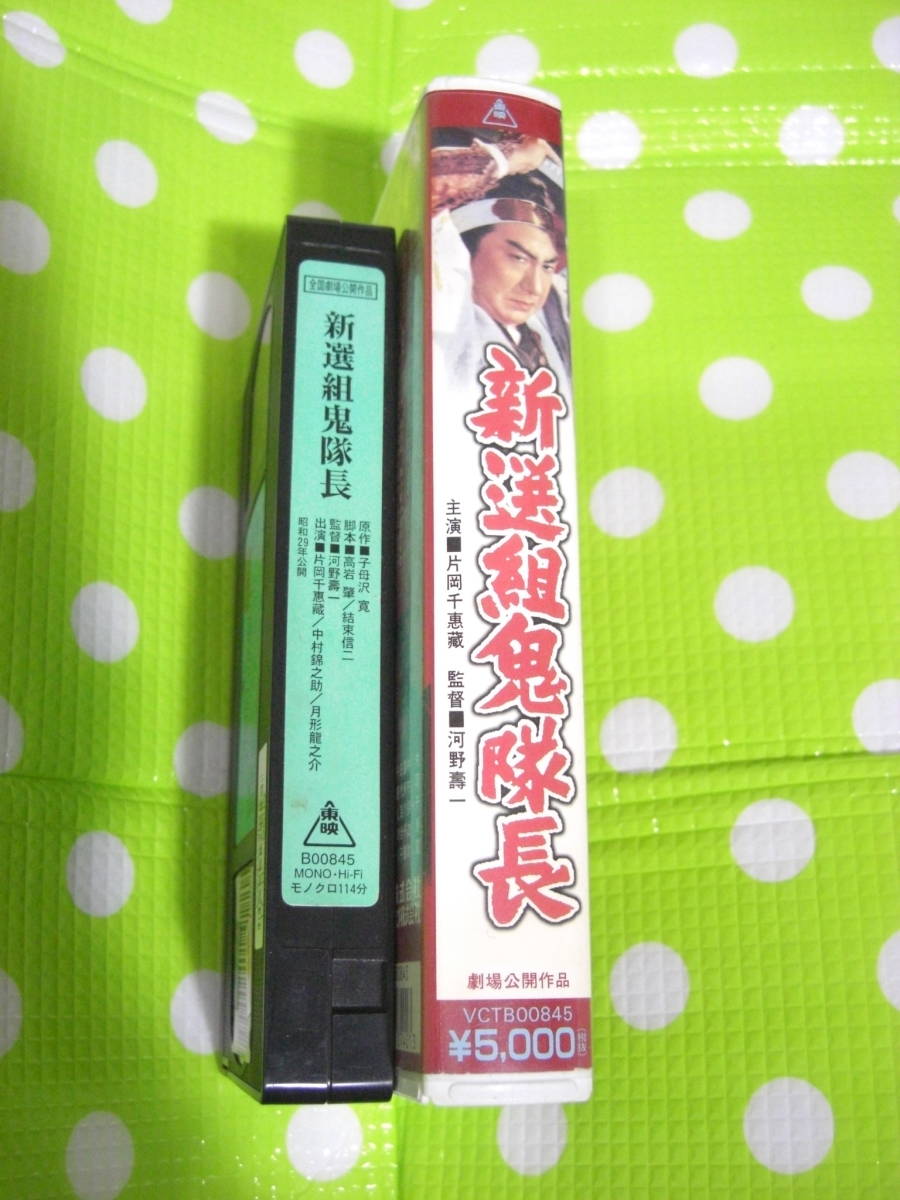 全国劇場公開作品
新選組鬼隊長
原作■子母沢 寛
脚本■高岩 肇/結束信二
監督■河野壽一
出演■片岡千恵蔵/中村錦之助/月形龍之介
昭和29年公開
東映
B00845
MONO・Hi-Fi
モノクロ114分
東映
新選組鬼隊長
主演■片岡千恵蔵 監督■河野壽一
劇場公開作品
VCTB00845
¥5,000(税抜)